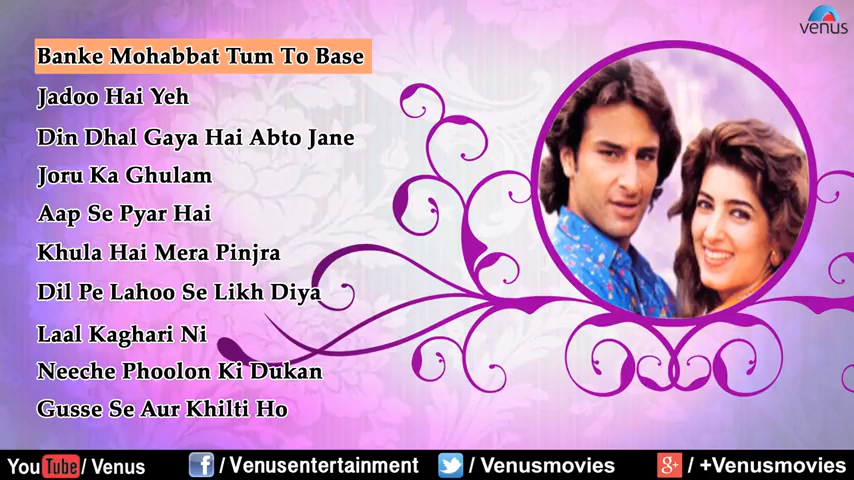 venus
Banke Mohabbat Tum To Base
Jadoo Hai Yeh
Din Dhal Gaya Hai Abto Jane
Joru Ka Ghulam
Aap Se Pyar Hai
Khula Hai Mera Pinjra
Dil Pe Lahoo Se Likh Diya
Laal Kaghari Ni
Neeche Phoolon Ki Dukan
Gusse Se Aur Khilti Ho
YouTube/ Venus f / Venusentertainment / Venusmovies g+ / +Venusmovies